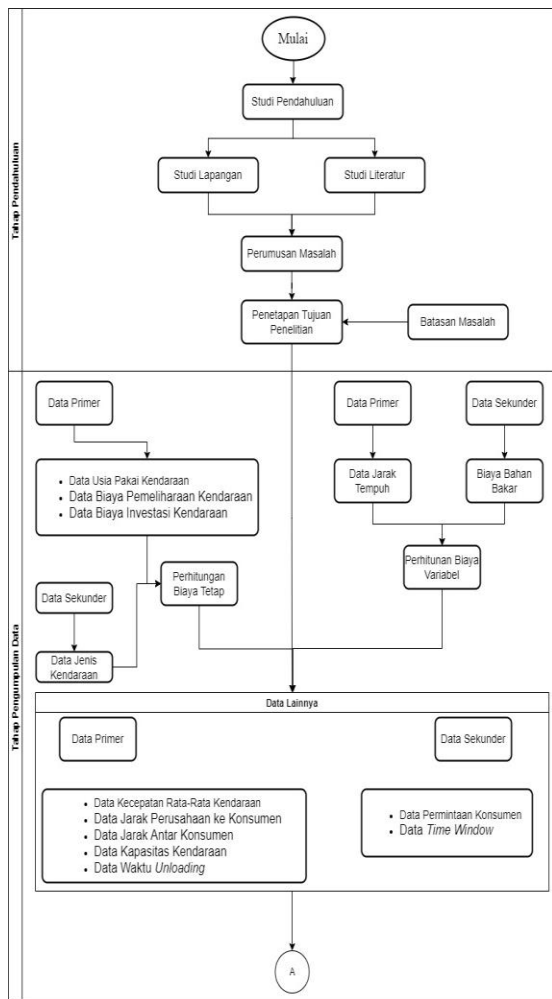 Tahap Pendahuluan
Mulai
Studi Pendahuluan
Studi Lapangan
Studi Literatur
Perumusan Masalah
Penetapan Tujuan
Penelitian
Batasan Masalah
Tahap Pengumpulan Data
Data Primer
• Data Usia Pakai Kendaraan
• Data Biaya Pemeliharaan Kendaraan
• Data Biaya Investasi Kendaraan
Data Sekunder
Data Jenis
Kendaraan
Perhitungan
Biaya Tetap
Data Primer
Data Sekunder
Data Jarak
Tempuh
Biaya Bahan
Bakar
Perhitunan Biaya
Variabel
Data Lainnya
Data Primer
Data Sekunder
• Data Kecepatan Rata-Rata Kendaraan
• Data Jarak Perusahaan ke Konsumen
• Data Jarak Antar Konsumen
• Data Kapasitas Kendaraan
• Data Waktu Unloading
• Data Permintaan Konsumen
• Data Time Window
A